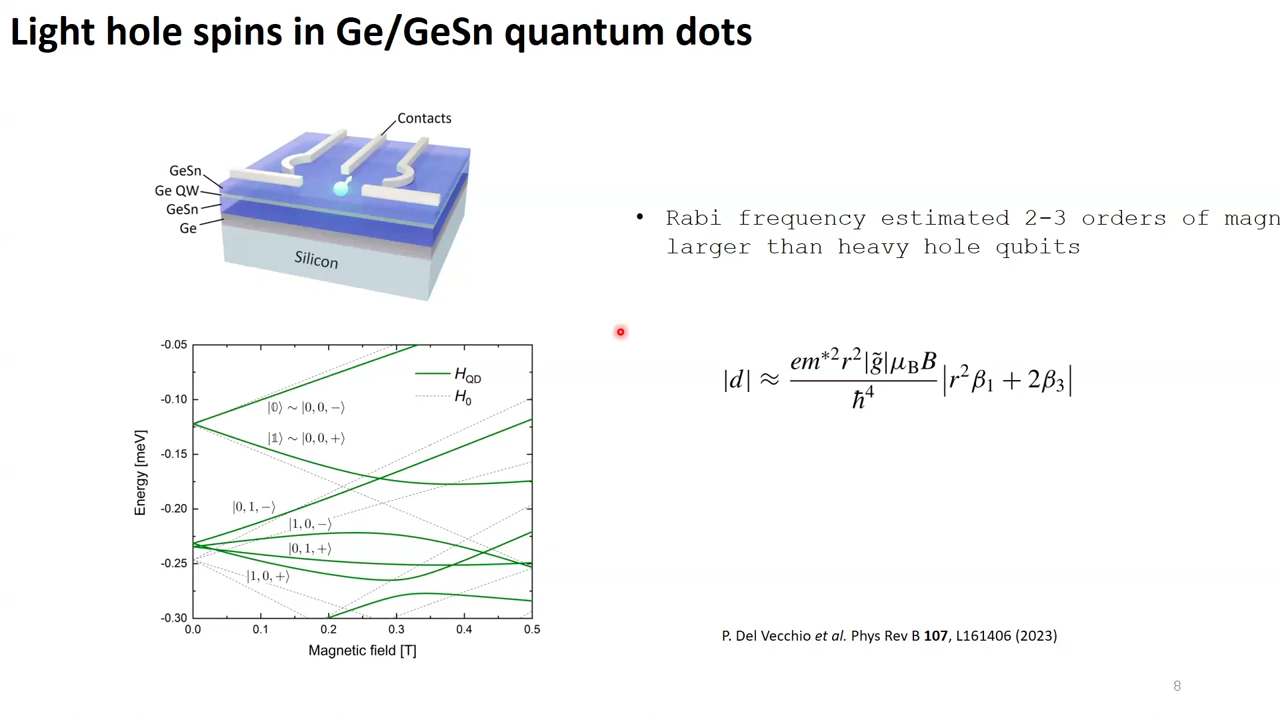 Light hole spins in Ge/GeSn quantum dots
Contacts
GeSn
Ge QW
GeSn
Ge
Silicon
• Rabi frequency estimated 2-3 orders of magn
larger than heavy hole qubits
|d| ≈ em*²r²|g̃|μ_B B / ħ⁴ |r²β₁ + 2β₃|
-0.05
-0.10
-0.15
-0.20
-0.25
-0.30
Energy [meV]
H_QD
H_0
|𝟘⟩ ~ |0, 0, −⟩
|𝟙⟩ ~ |0, 0, +⟩
|0, 1, −⟩
|1, 0, −⟩
|0, 1, +⟩
|1, 0, +⟩
0.0 0.1 0.2 0.3 0.4 0.5
Magnetic field [T]
P. Del Vecchio et al. Phys Rev B 107, L161406 (2023)
8